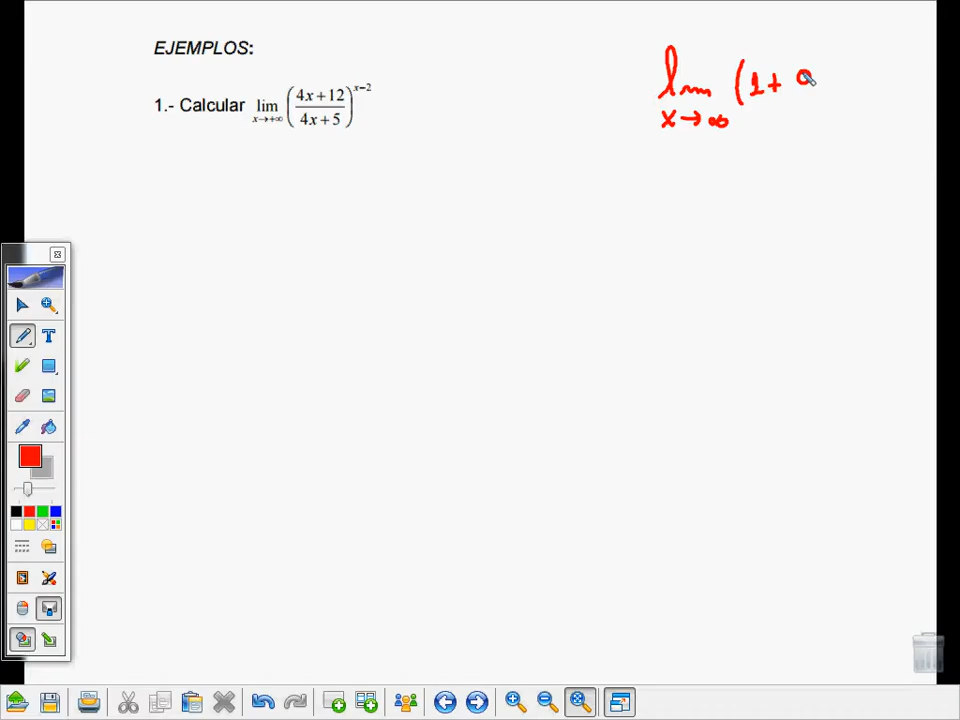 EJEMPLOS:
1.- Calcular lim x→+∞ ((4x+12)/(4x+5))^(x−2)
lim x→∞ (1+
T